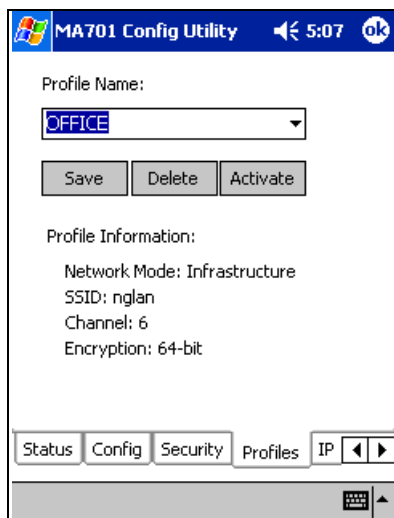 MA701 Config Utility 5:07 ok
Profile Name:
OFFICE
Save Delete Activate
Profile Information:
Network Mode: Infrastructure
SSID: nglan
Channel: 6
Encryption: 64-bit
Status Config Security Profiles IP